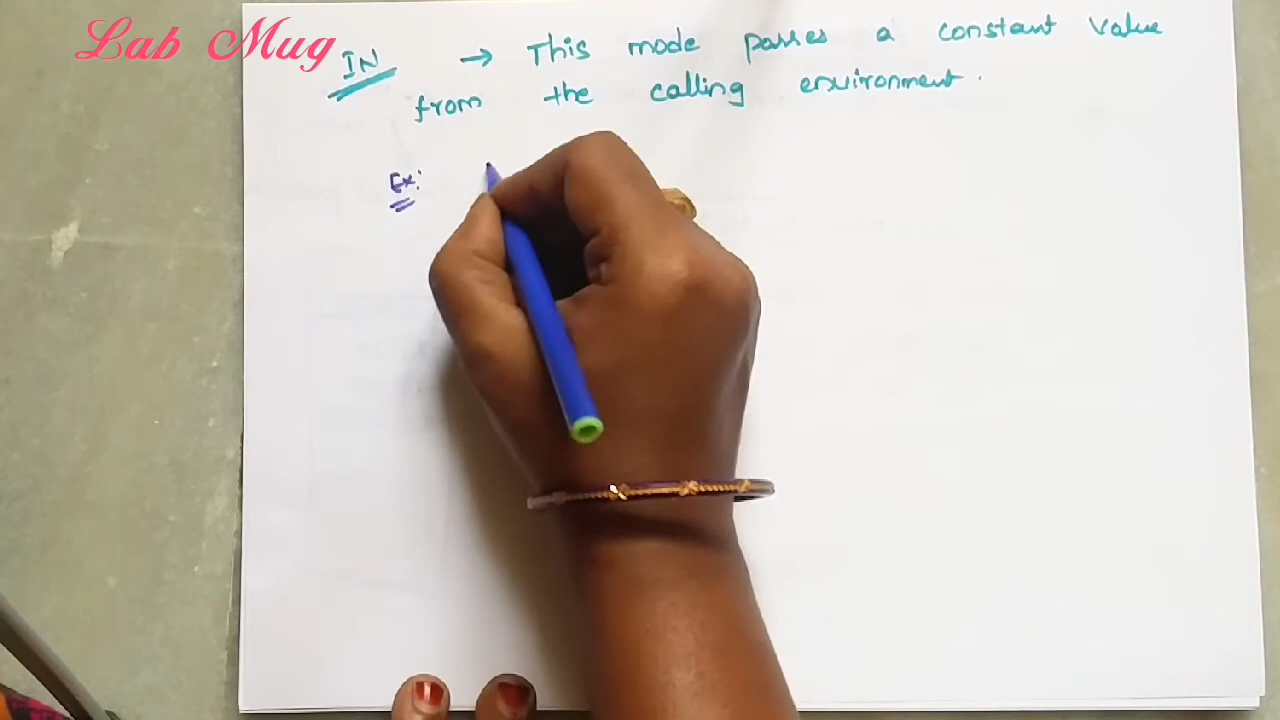 Lab Mug
IN → This mode passes a constant value
from the calling environment.
Ex: